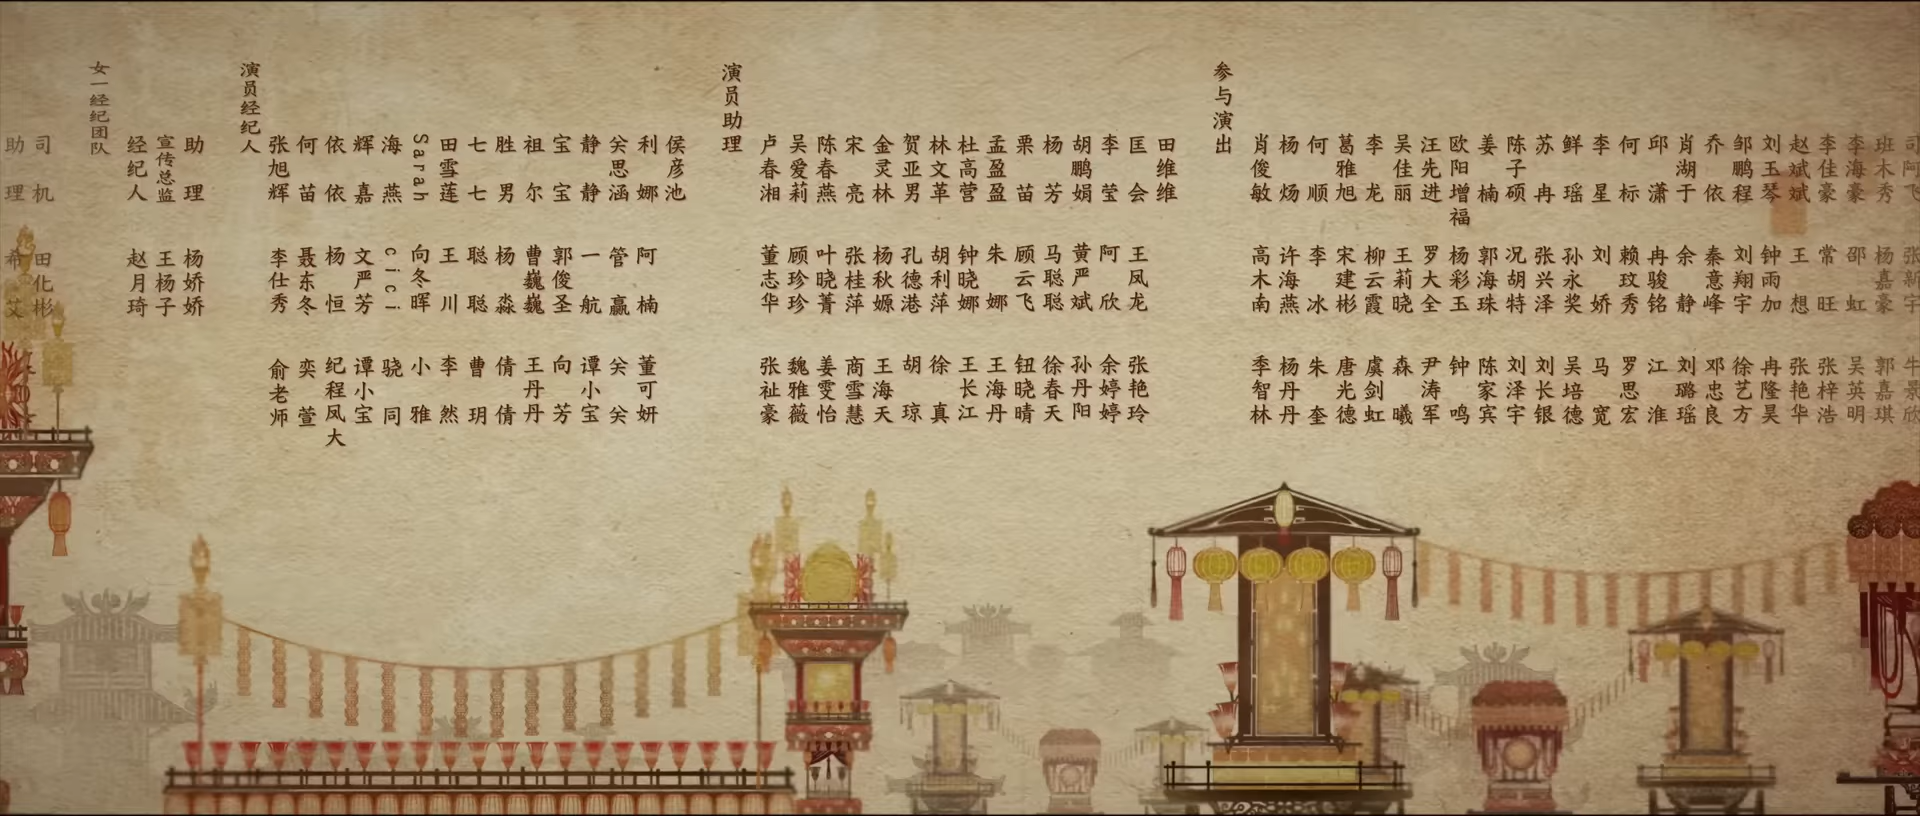 助理
司机
希艾
田化彬
女一经纪团队
经纪人
宣传总监
助理
赵月琦
王杨子
杨娇娇
演员经纪人
张旭辉
何苗
依依
辉嘉
海燕
Sarah
田雪莲
七七
胜男
祖尔
宝宝
静静
关思涵
利娜
侯彦池
李仕秀
聂东冬
杨恒
文严芳
cici
向冬晖
王川
聪聪
杨淼
曹巍巍
郭俊圣
一航
管赢
阿楠
俞老师
奕萱
纪程凤大
谭小宝
骁同
小雅
李然
曹玥
倩倩
王丹丹
向芳
谭小宝
关关
董可妍
演员助理
卢春湘
吴爱莉
陈春燕
宋亮
金灵林
贺亚男
林文革
杜高营
孟盈盈
栗苗
杨芳
胡鹏娟
李莹
匡会
田维维
董志华
顾珍珍
叶晓菁
张桂萍
杨秋嫄
孔德港
胡利萍
钟晓娜
朱娜
顾云飞
马聪聪
黄严斌
阿欣
王凤龙
张祉豪
魏雅薇
姜雯怡
商雪慧
王海天
胡琼
徐真
王长江
王海丹
钮晓晴
徐春天
孙丹阳
余婷婷
张艳玲
参与演出
肖俊敏
杨炀
何顺
葛雅旭
李龙
吴佳丽
汪先进
欧阳增福
姜楠
陈子硕
苏冉
鲜瑶
李星
何标
邱潇
肖湖于
乔依
邹鹏程
刘玉琴
赵斌斌
李佳豪
李海豪
班木秀
司阿飞
高木南
许海燕
李冰
宋建彬
柳云霞
王莉晓
罗大全
杨彩玉
郭海珠
况胡特
张兴泽
孙永奖
刘娇
赖玟秀
冉骏铭
余静
秦意峰
刘翔宇
钟雨加
王想
常旺
邵虹
杨嘉豪
张新宇
季智林
杨丹丹
朱奎
唐光德
虞剑虹
森曦
尹涛军
钟鸣
陈家宾
刘泽宇
刘长银
吴培德
马宽
罗思宏
江淮
刘璐瑶
邓忠良
徐艺方
冉隆昊
张艳华
张梓浩
吴英明
郭嘉琪
牛景欣